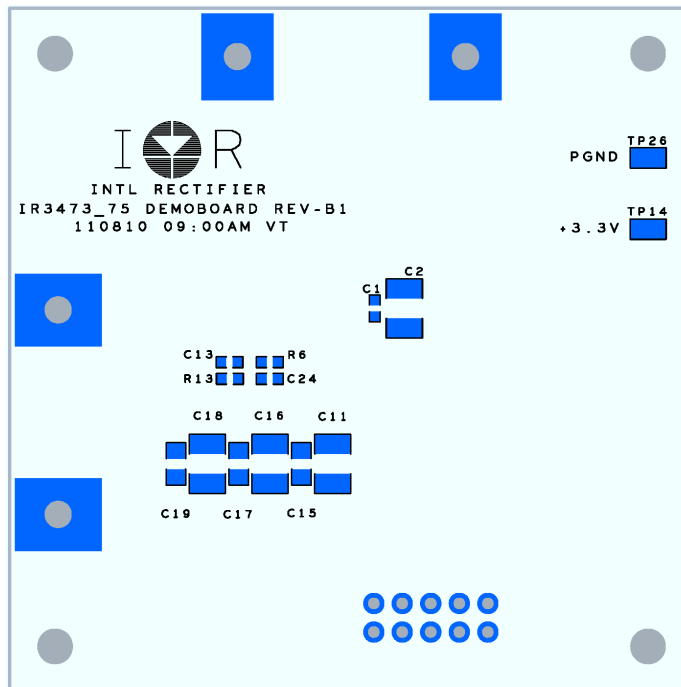 TP26
PGND
I R
INTL RECTIFIER
IR3473_75 DEMOBOARD REV-B1
110810 09:00AM VT
TP14
+3.3V
C2
C1
C13 R6
R13 C24
C18 C16 C11
C19 C17 C15